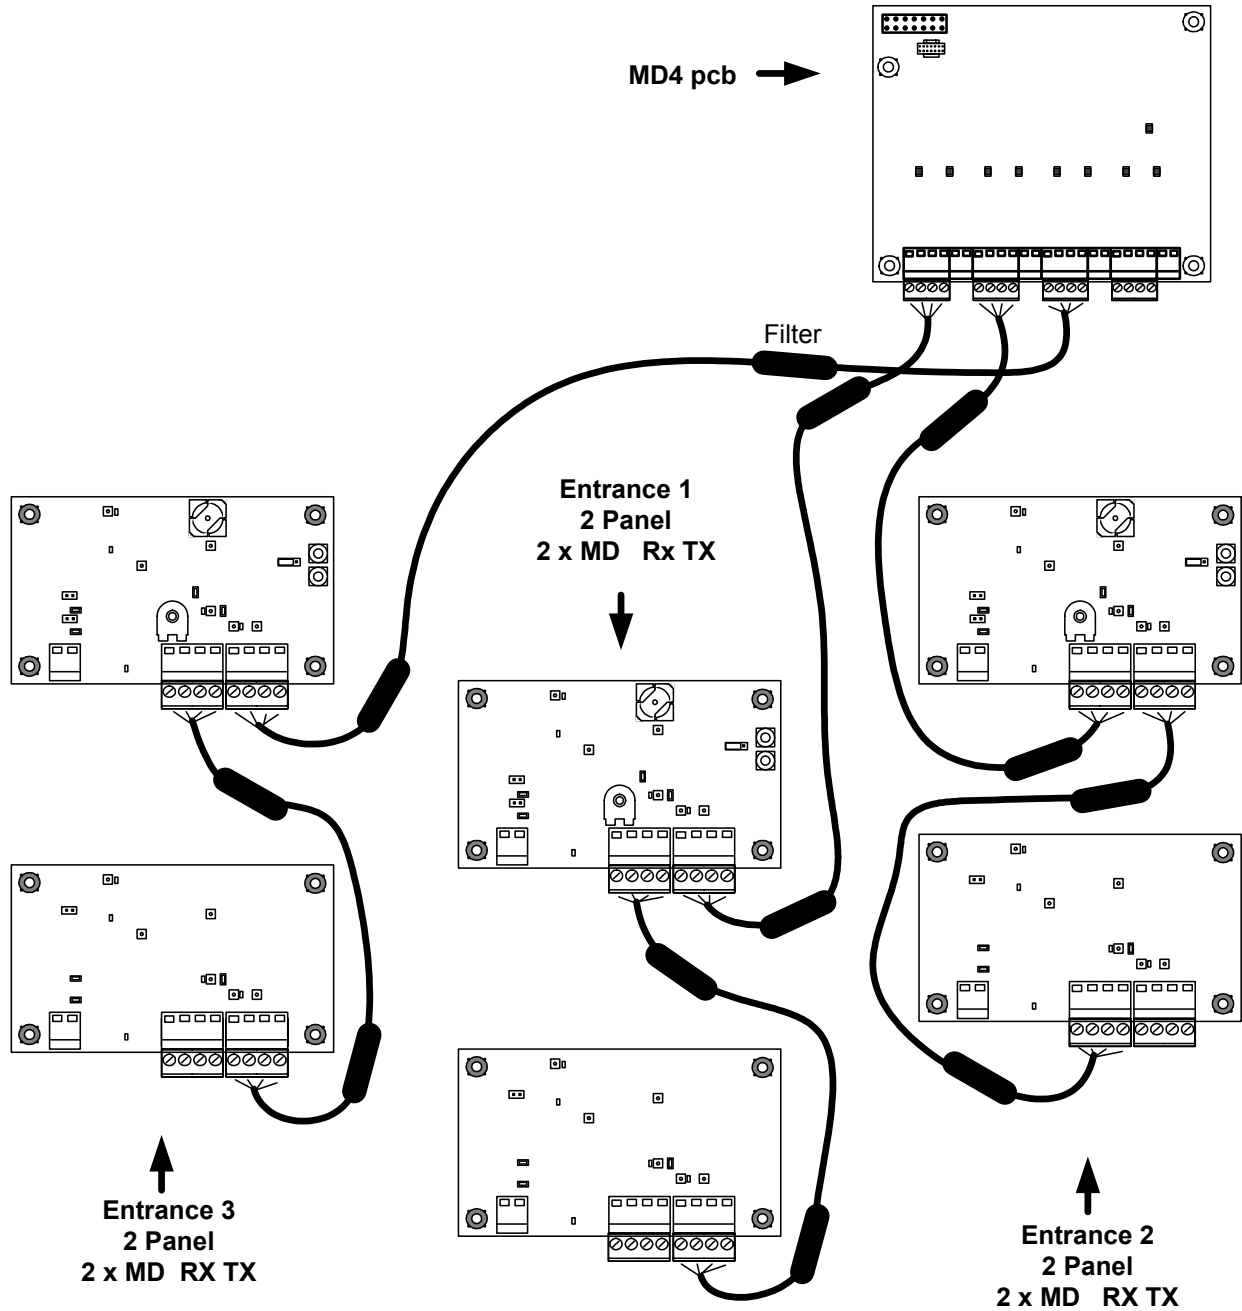 MD4 pcb
Filter
Entrance 1
2 Panel
2 x MD Rx TX
Entrance 3
2 Panel
2 x MD RX TX
Entrance 2
2 Panel
2 x MD RX TX